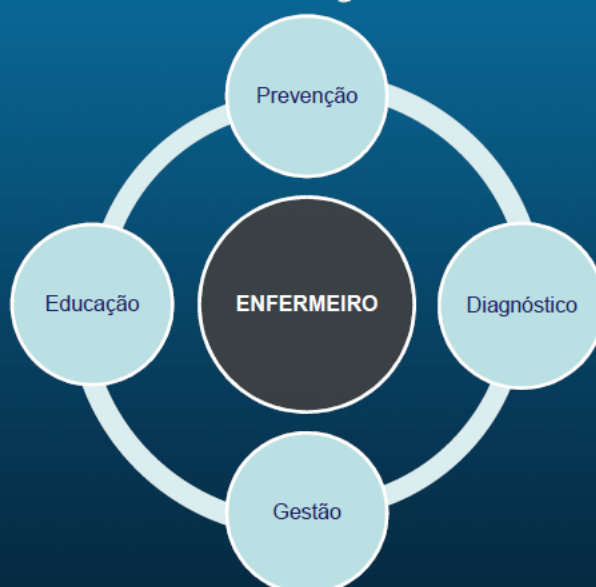 Prevenção
Educação
ENFERMEIRO
Diagnóstico
Gestão